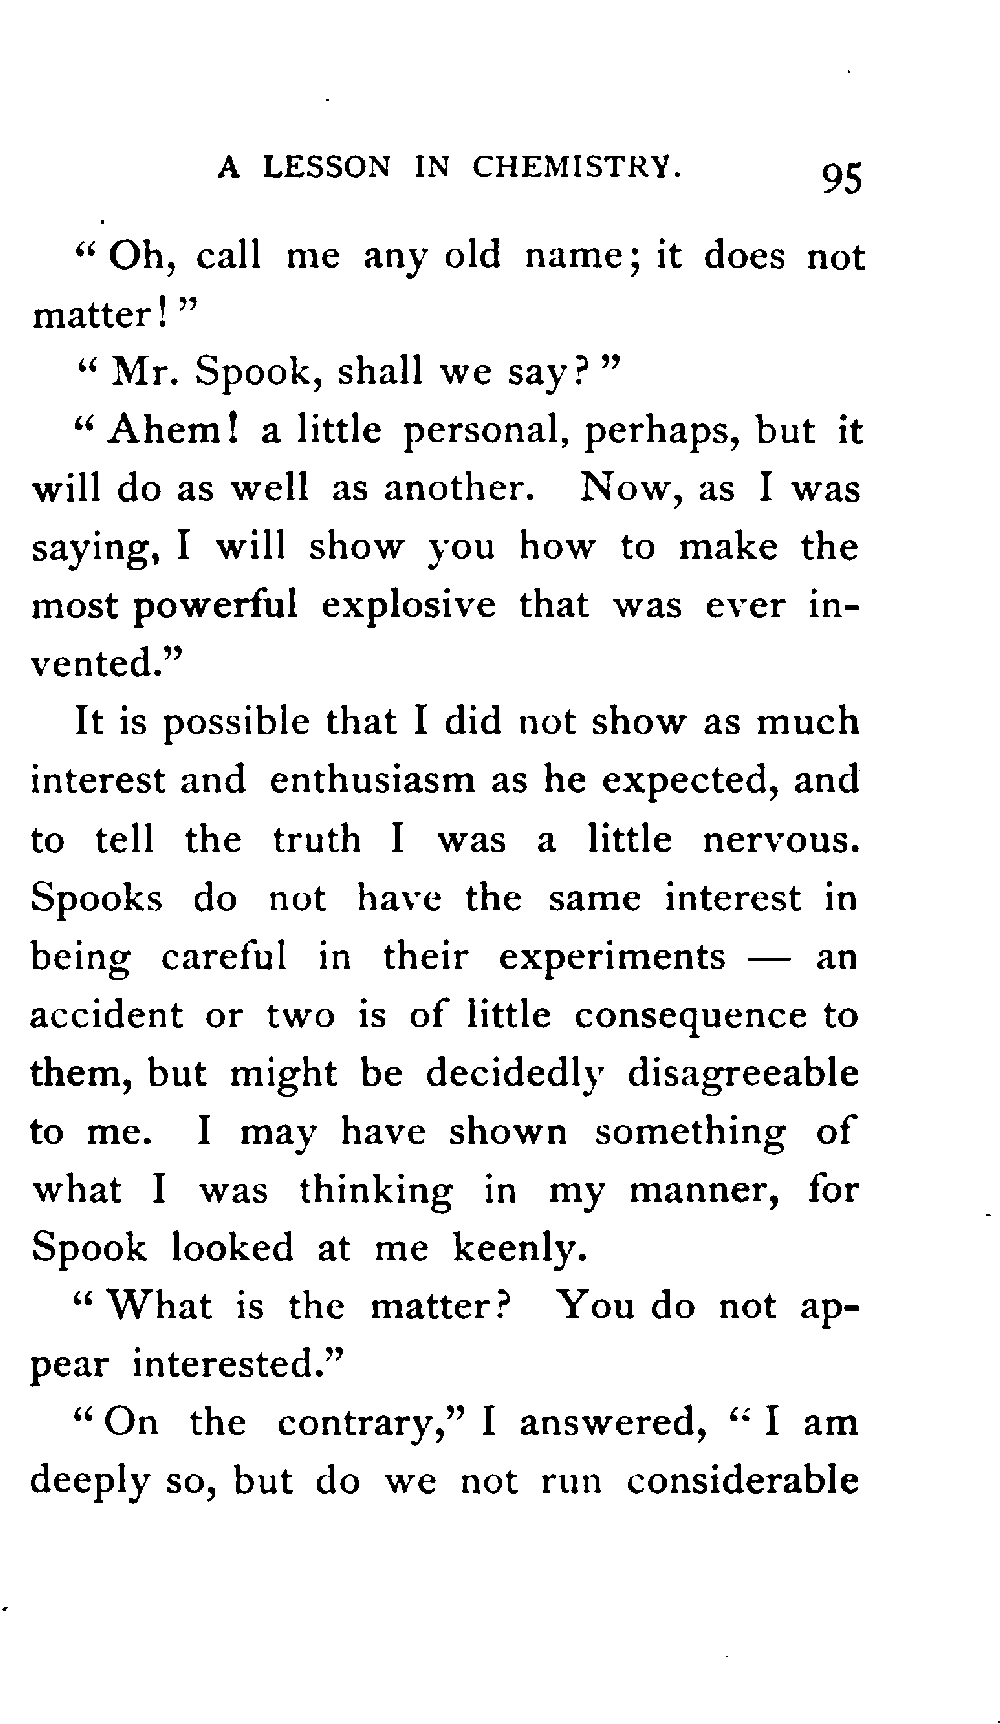 A LESSON IN CHEMISTRY. 95
“ Oh, call me any old name; it does not
matter! ”
“ Mr. Spook, shall we say? ”
“ Ahem! a little personal, perhaps, but it
will do as well as another. Now, as I was
saying, I will show you how to make the
most powerful explosive that was ever in-
vented.”
It is possible that I did not show as much
interest and enthusiasm as he expected, and
to tell the truth I was a little nervous.
Spooks do not have the same interest in
being careful in their experiments — an
accident or two is of little consequence to
them, but might be decidedly disagreeable
to me. I may have shown something of
what I was thinking in my manner, for
Spook looked at me keenly.
“ What is the matter? You do not ap-
pear interested.”
“ On the contrary,” I answered, “ I am
deeply so, but do we not run considerable